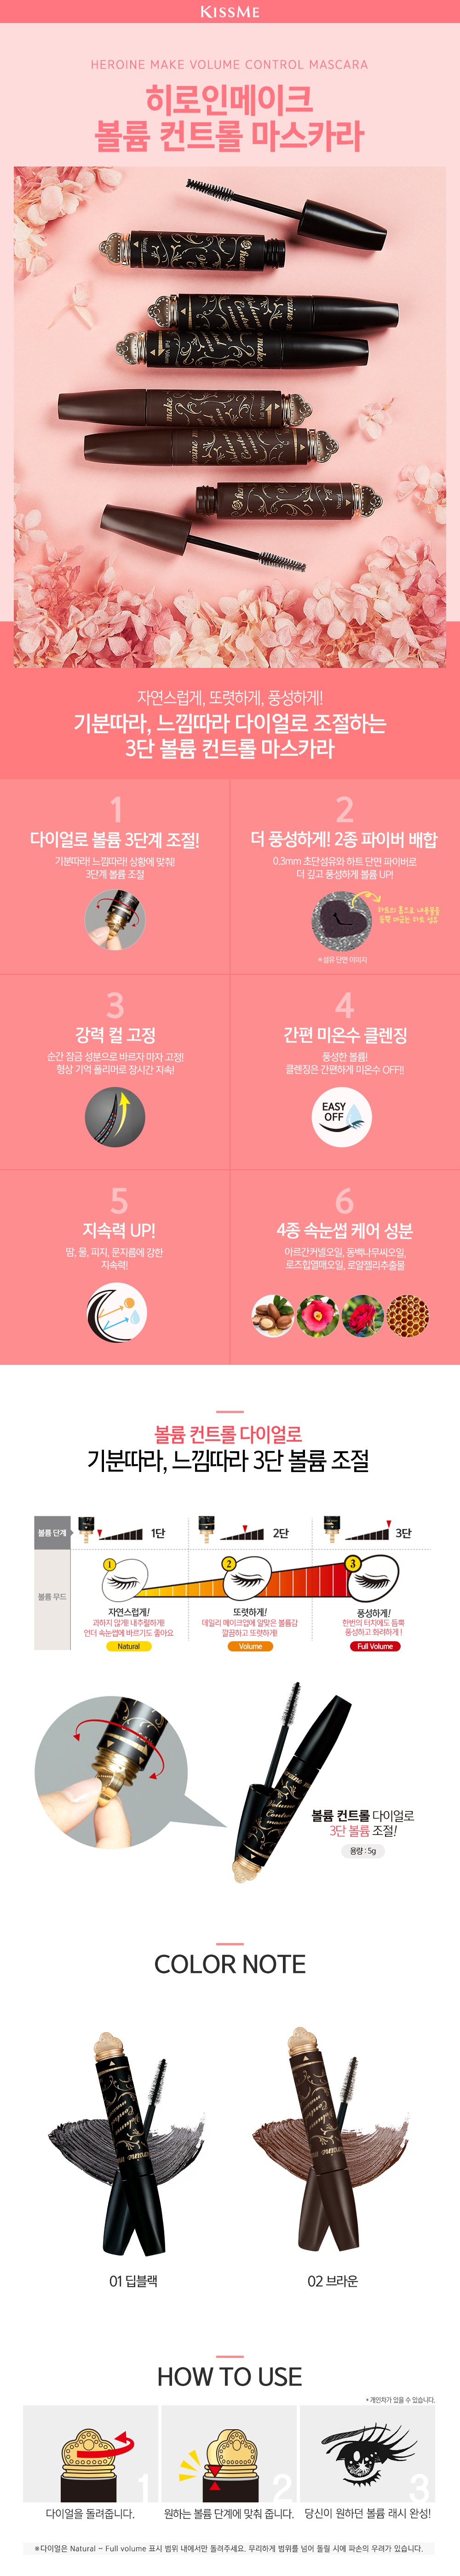 KISSME
HEROINE MAKE VOLUME CONTROL MASCARA
히로인메이크
볼륨 컨트롤 마스카라
자연스럽게, 또렷하게, 풍성하게!
기분따라, 느낌따라 다이얼로 조절하는
3단 볼륨 컨트롤 마스카라
1
다이얼로 볼륨 3단계 조절!
기분따라! 느낌따라! 상황에 맞춰!
3단계 볼륨 조절
2
더 풍성하게! 2종 파이버 배합
0.3mm 초단섬유와 하트 단면 파이버로
더 깊고 풍성하게 볼륨 UP!
하트의 홈으로 내용물을
듬뿍 머금는 하트 섬유
※섬유 단면 이미지
3
강력 컬 고정
순간 잠금 성분으로 바르자 마자 고정!
형상 기억 폴리머로 장시간 지속!
4
간편 미온수 클렌징
풍성한 볼륨!
클렌징은 간편하게 미온수 OFF!!
EASY
OFF
5
지속력 UP!
땀, 물, 피지, 문지름에 강한
지속력!
6
4종 속눈썹 케어 성분
아르간커넬오일, 동백나무씨오일,
로즈힙열매오일, 로얄젤리추출물
볼륨 컨트롤 다이얼로
기분따라, 느낌따라 3단 볼륨 조절
볼륨 단계
1단
2단
3단
볼륨 무드
1
2
3
자연스럽게!
과하지 않게! 내추럴하게!
언더 속눈썹에 바르기도 좋아요
Natural
또렷하게!
데일리 메이크업에 알맞은 볼륨감
깔끔하고 또렷하게!
Volume
풍성하게!
한번의 터치에도 듬뿍
풍성하고 화려하게!
Full Volume
Volume
Control
볼륨 컨트롤 다이얼로
3단 볼륨 조절!
용량 : 5g
COLOR NOTE
01 딥블랙
02 브라운
HOW TO USE
* 개인차가 있을 수 있습니다.
1
다이얼을 돌려줍니다.
2
원하는 볼륨 단계에 맞춰 줍니다.
3
당신이 원하던 볼륨 래시 완성!
※다이얼은 Natural ~ Full volume 표시 범위 내에서만 돌려주세요. 무리하게 범위를 넘어 돌릴 시에 파손의 우려가 있습니다.